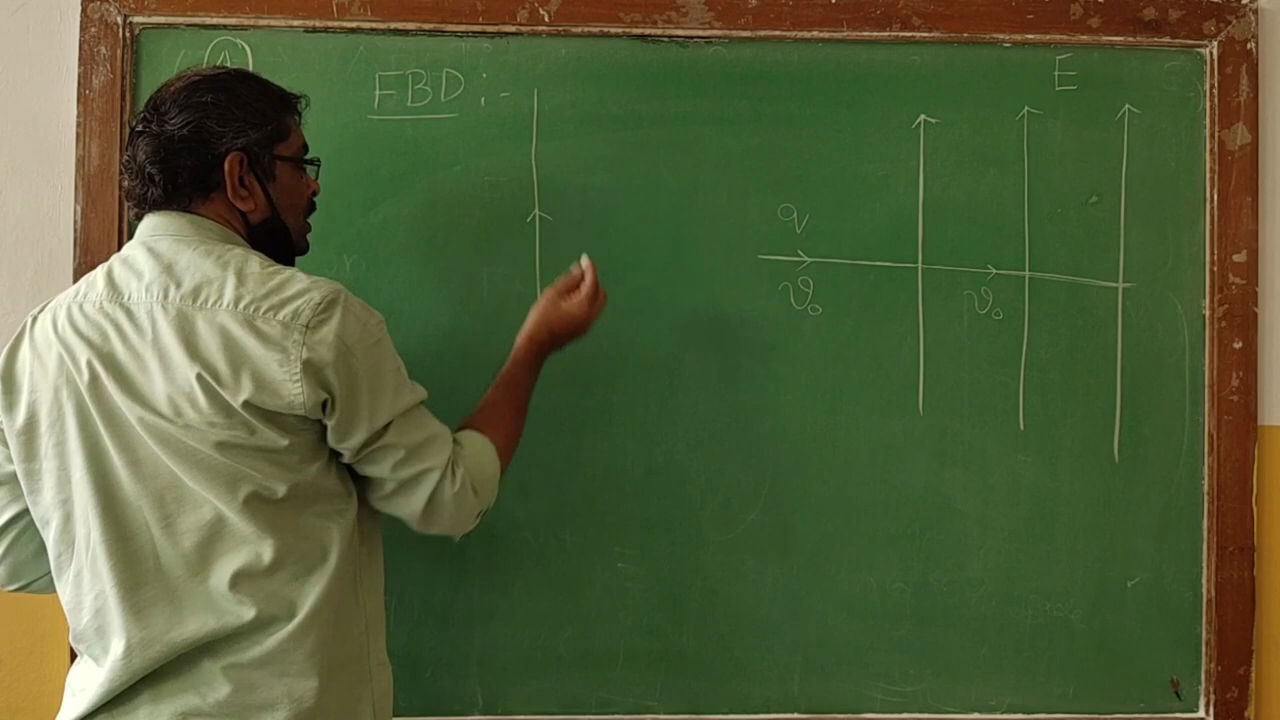 A
FBD :-
E
q
v₀
v₀